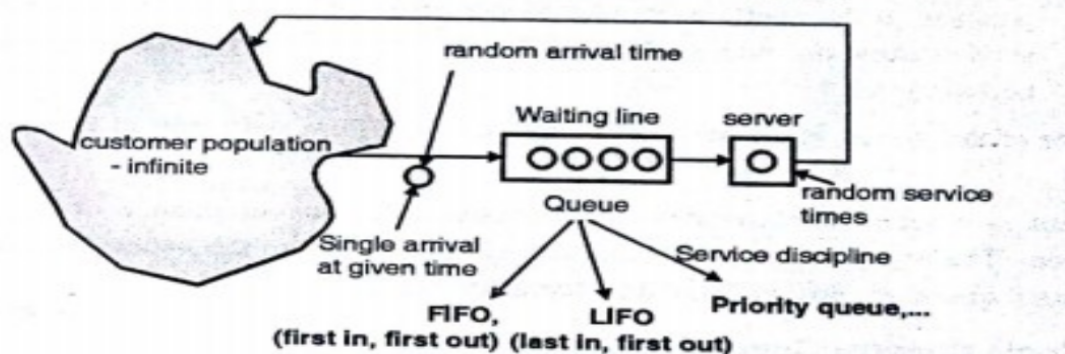 random arrival time
Waiting line
server
customer population
- infinite
random service
times
Queue
Single arrival
at given time
Service discipline
FIFO,
(first in, first out)
LIFO
(last in, first out)
Priority queue,...